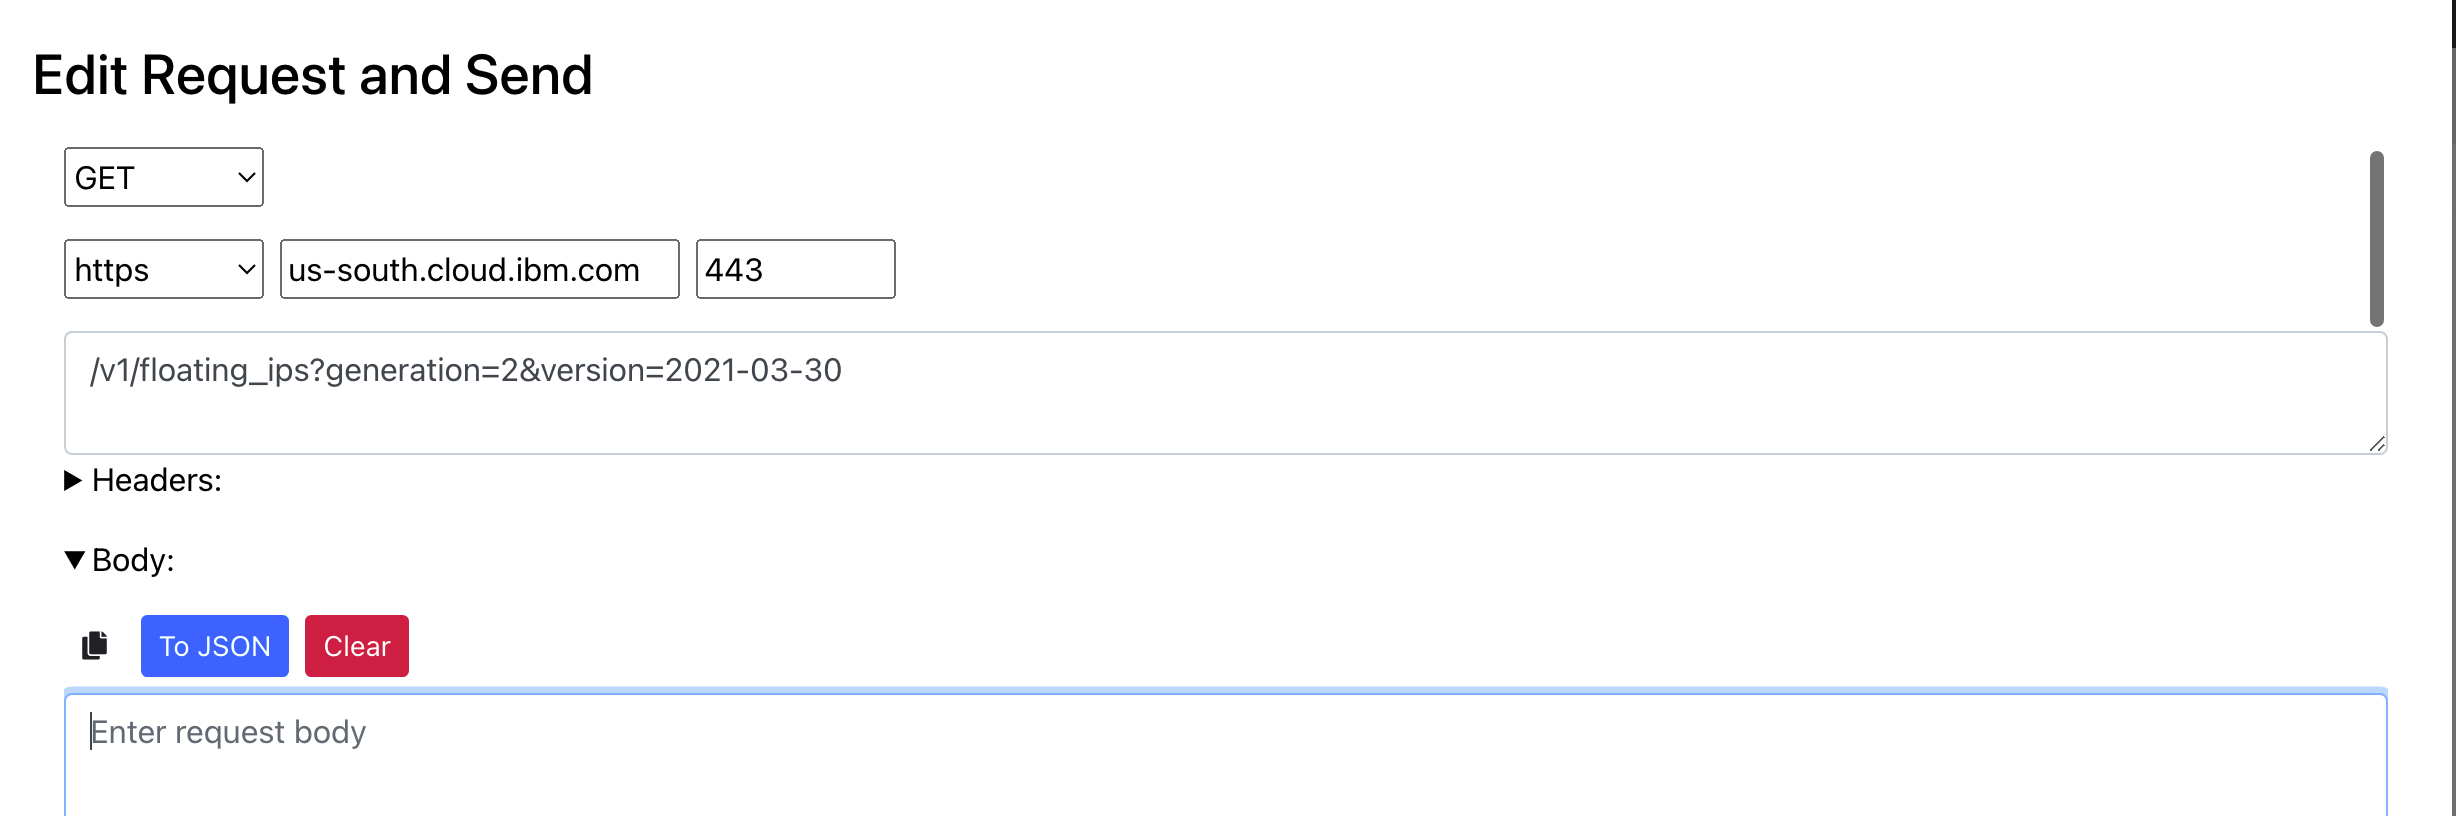 Edit Request and Send
GET
https us-south.cloud.ibm.com 443
/v1/floating_ips?generation=2&version=2021-03-30
Headers:
Body:
To JSON Clear
Enter request body